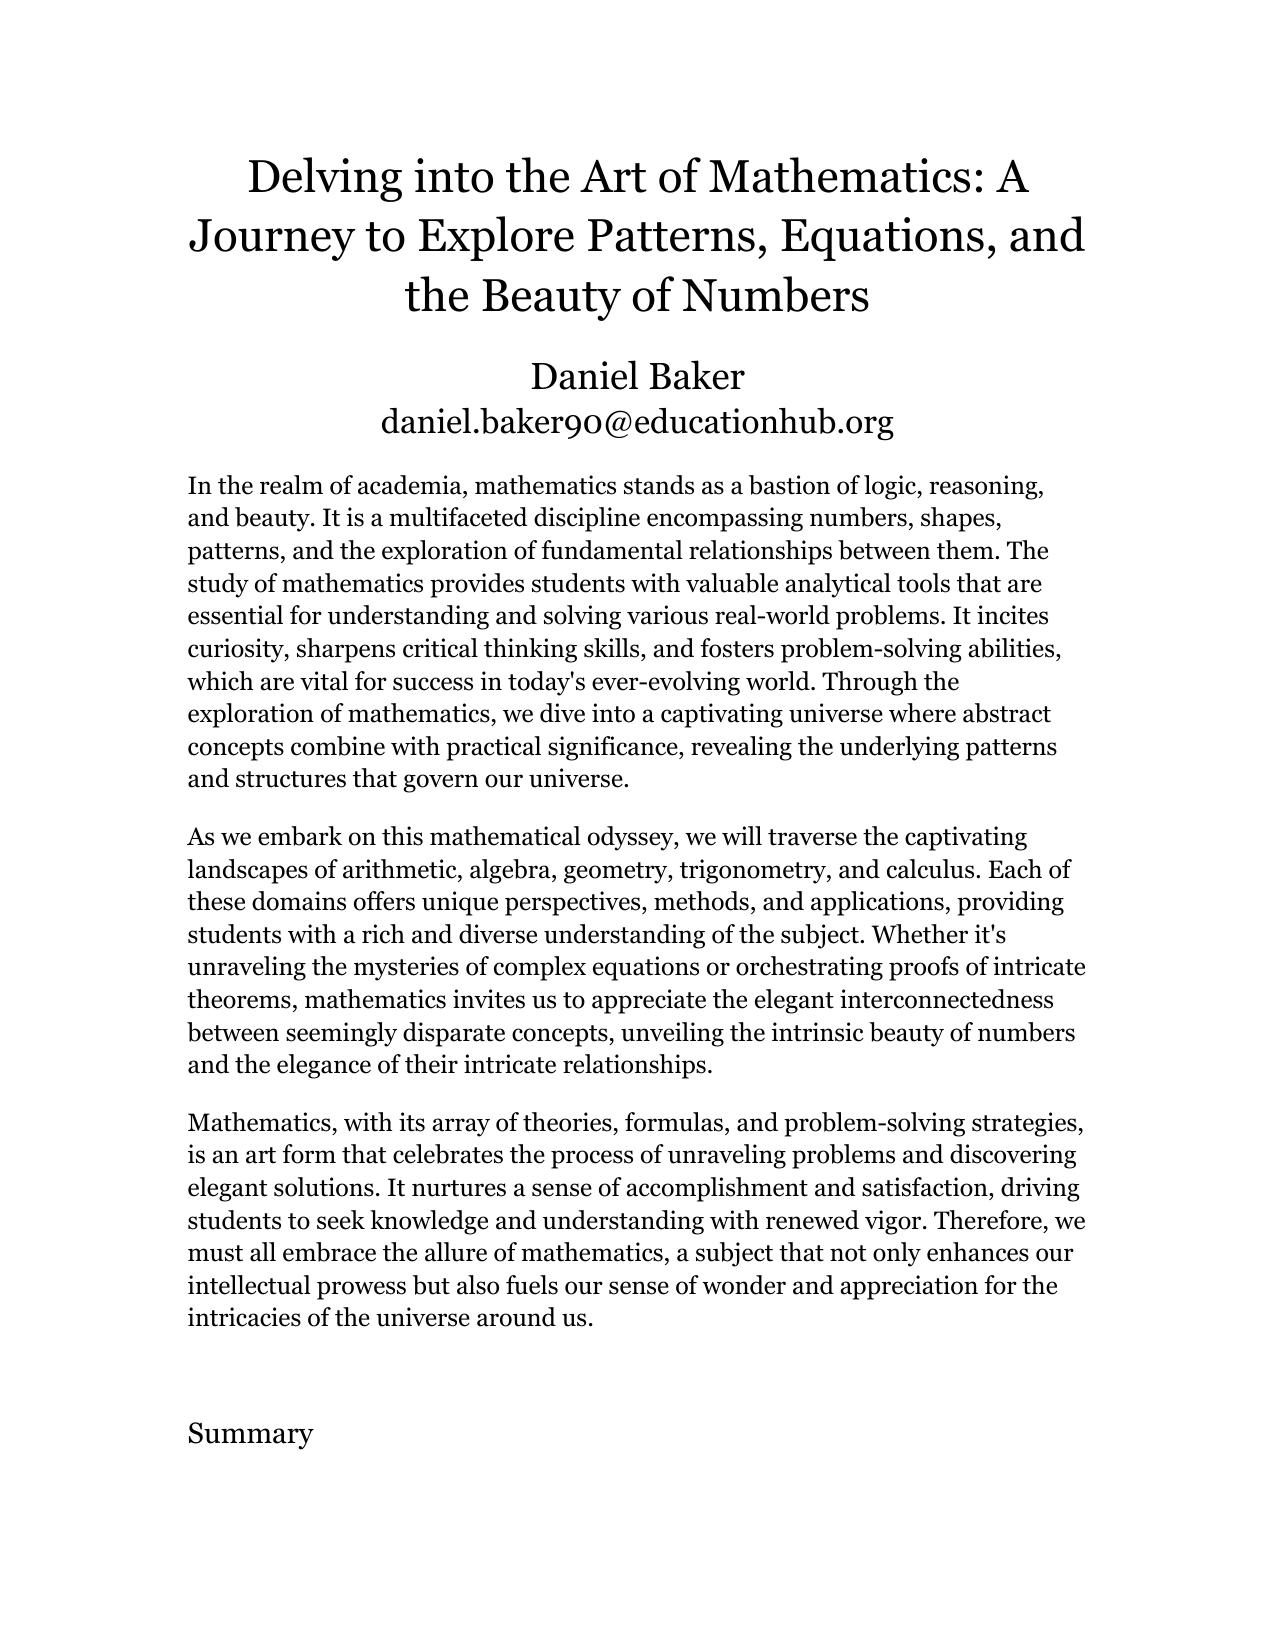 Delving into the Art of Mathematics: A
Journey to Explore Patterns, Equations, and
the Beauty of Numbers
Daniel Baker
daniel.baker90@educationhub.org
In the realm of academia, mathematics stands as a bastion of logic, reasoning,
and beauty. It is a multifaceted discipline encompassing numbers, shapes,
patterns, and the exploration of fundamental relationships between them. The
study of mathematics provides students with valuable analytical tools that are
essential for understanding and solving various real-world problems. It incites
curiosity, sharpens critical thinking skills, and fosters problem-solving abilities,
which are vital for success in today's ever-evolving world. Through the
exploration of mathematics, we dive into a captivating universe where abstract
concepts combine with practical significance, revealing the underlying patterns
and structures that govern our universe.
As we embark on this mathematical odyssey, we will traverse the captivating
landscapes of arithmetic, algebra, geometry, trigonometry, and calculus. Each of
these domains offers unique perspectives, methods, and applications, providing
students with a rich and diverse understanding of the subject. Whether it's
unraveling the mysteries of complex equations or orchestrating proofs of intricate
theorems, mathematics invites us to appreciate the elegant interconnectedness
between seemingly disparate concepts, unveiling the intrinsic beauty of numbers
and the elegance of their intricate relationships.
Mathematics, with its array of theories, formulas, and problem-solving strategies,
is an art form that celebrates the process of unraveling problems and discovering
elegant solutions. It nurtures a sense of accomplishment and satisfaction, driving
students to seek knowledge and understanding with renewed vigor. Therefore, we
must all embrace the allure of mathematics, a subject that not only enhances our
intellectual prowess but also fuels our sense of wonder and appreciation for the
intricacies of the universe around us.
Summary